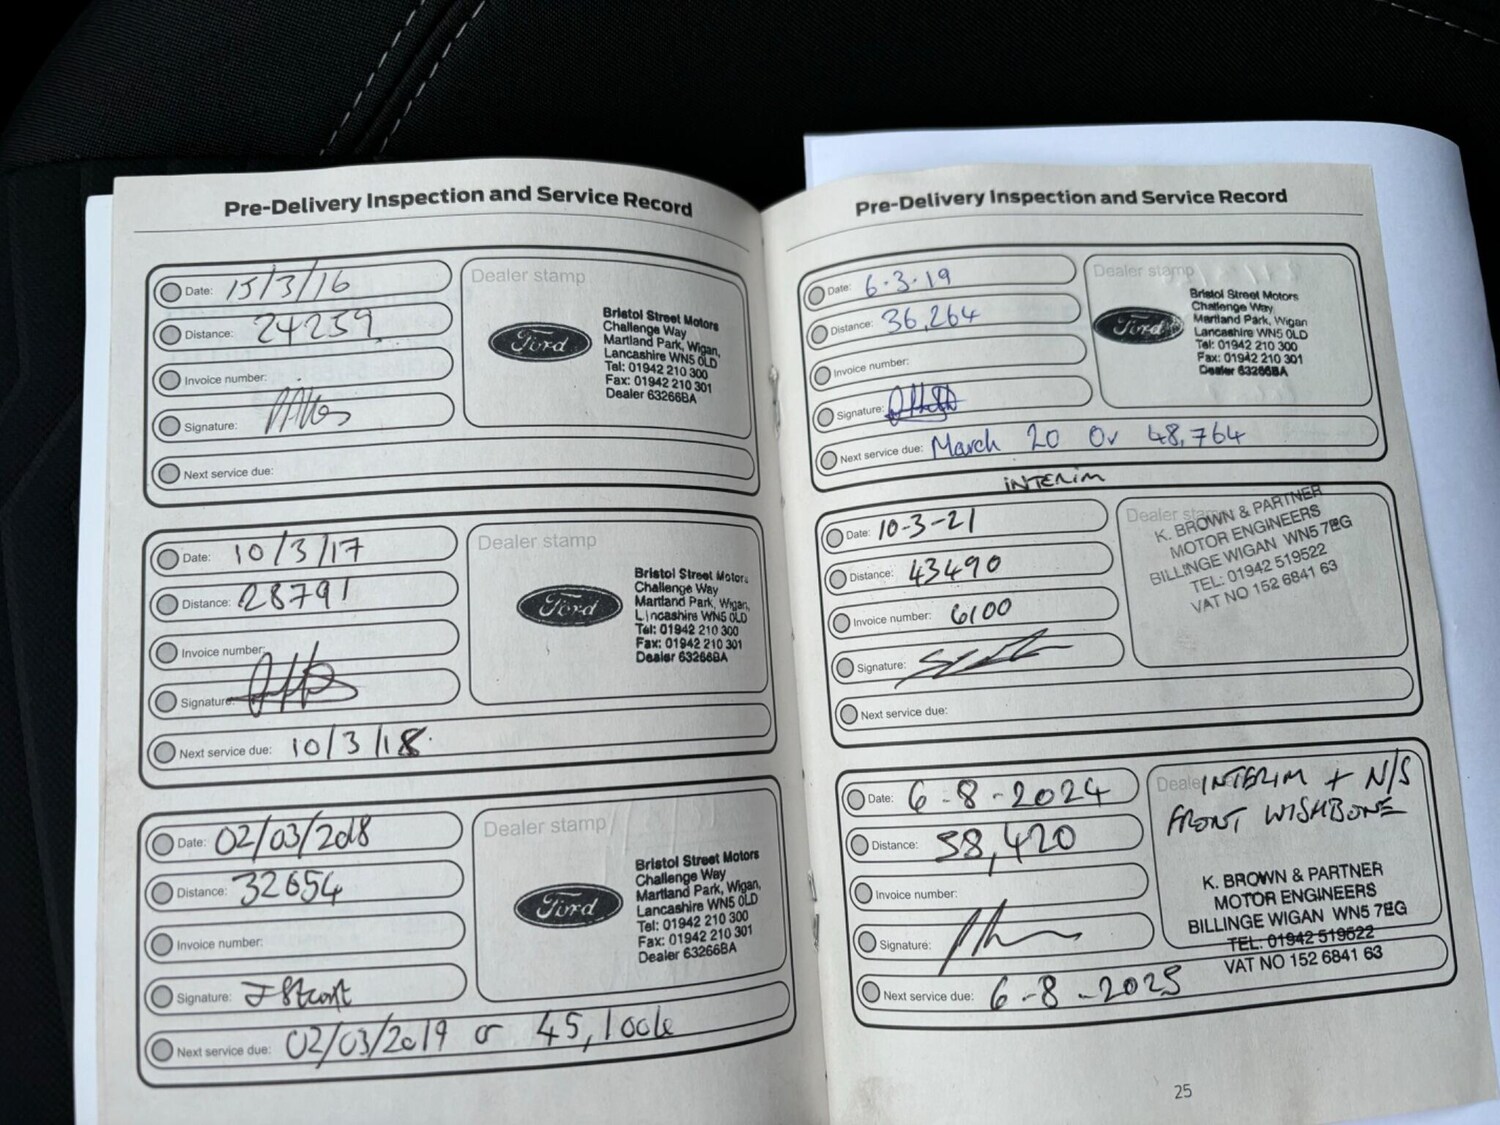 Pre-Delivery Inspection and Service Record
Date: 15/3/16
Distance: 24259
Invoice number:
Signature:
Next service due:
Dealer stamp
Ford
Bristol Street Motors
Challenge Way
Martland Park, Wigan,
Lancashire WN5 0LD
Tel: 01942 210 300
Fax: 01942 210 301
Dealer 63266BA
Date: 10/3/17
Distance: 28791
Invoice number:
Signature:
Next service due: 10/3/18.
Dealer stamp
Ford
Bristol Street Motors
Challenge Way
Martland Park, Wigan,
Lincashire WN5 0LD
Tel: 01942 210 300
Fax: 01942 210 301
Dealer 63266BA
Date: 02/03/2018
Distance: 32654
Invoice number:
Signature:
Next service due: 02/03/2019 or 45,100k
Dealer stamp
Ford
Bristol Street Motors
Challenge Way
Martland Park, Wigan,
Lancashire WN5 0LD
Tel: 01942 210 300
Fax: 01942 210 301
Dealer 63266BA
Pre-Delivery Inspection and Service Record
Date: 6.3.19
Distance: 36,264
Invoice number:
Signature:
Next service due: March 20 Or 48,764
Dealer stamp
Ford
Bristol Street Motors
Challenge Way
Martland Park, Wigan
Lancashire WN5 0LD
Tel: 01942 210 300
Fax: 01942 210 301
Dealer 63266BA
INTERIM
Date: 10-3-21
Distance: 43490
Invoice number: 6100
Signature:
Next service due:
Dealer stamp
K. BROWN & PARTNER
MOTOR ENGINEERS
BILLINGE WIGAN WN5 7EG
TEL: 01942 519522
VAT NO 152 6841 63
Date: 6-8-2024
Distance: 58,420
Invoice number:
Signature:
Next service due: 6-8-2025
Dealer
INTERIM + N/S
FRONT WISHBONE
K. BROWN & PARTNER
MOTOR ENGINEERS
BILLINGE WIGAN WN5 7EG
TEL: 01942 519522
VAT NO 152 6841 63
25